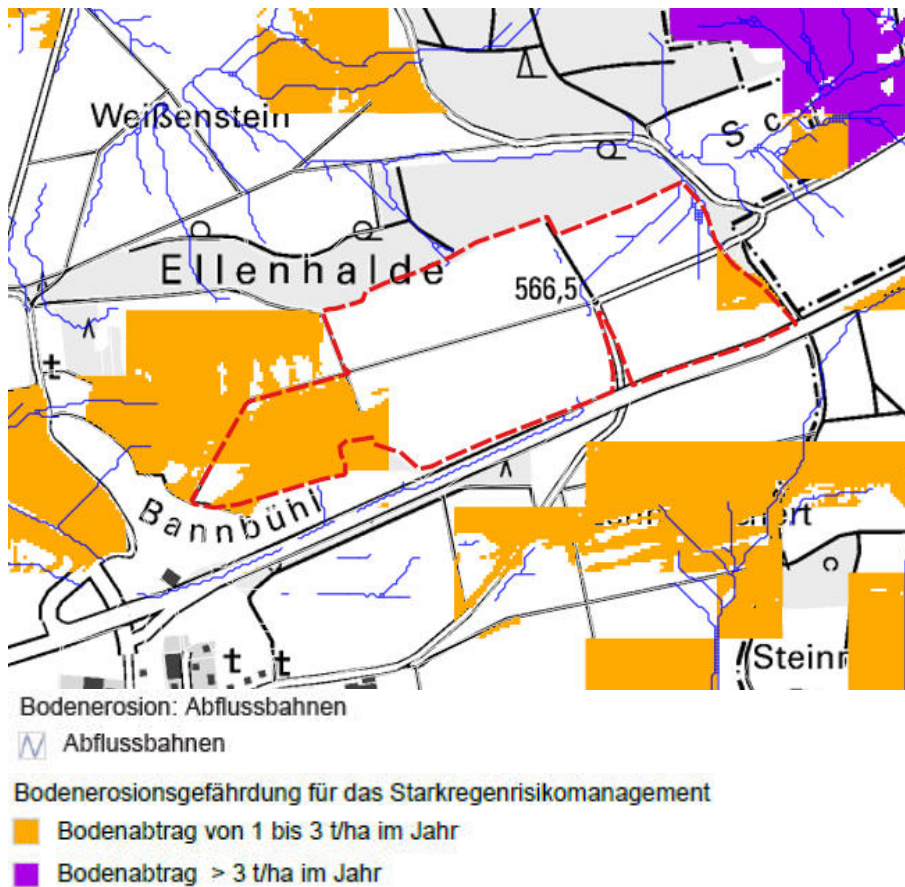 Weißenstein
Ellenhalde
566,5
Bannbühl
Bodenerosion: Abflussbahnen
Abflussbahnen
Bodenerosionsgefährdung für das Starkregenrisikomanagement
Bodenabtrag von 1 bis 3 t/ha im Jahr
Bodenabtrag > 3 t/ha im Jahr